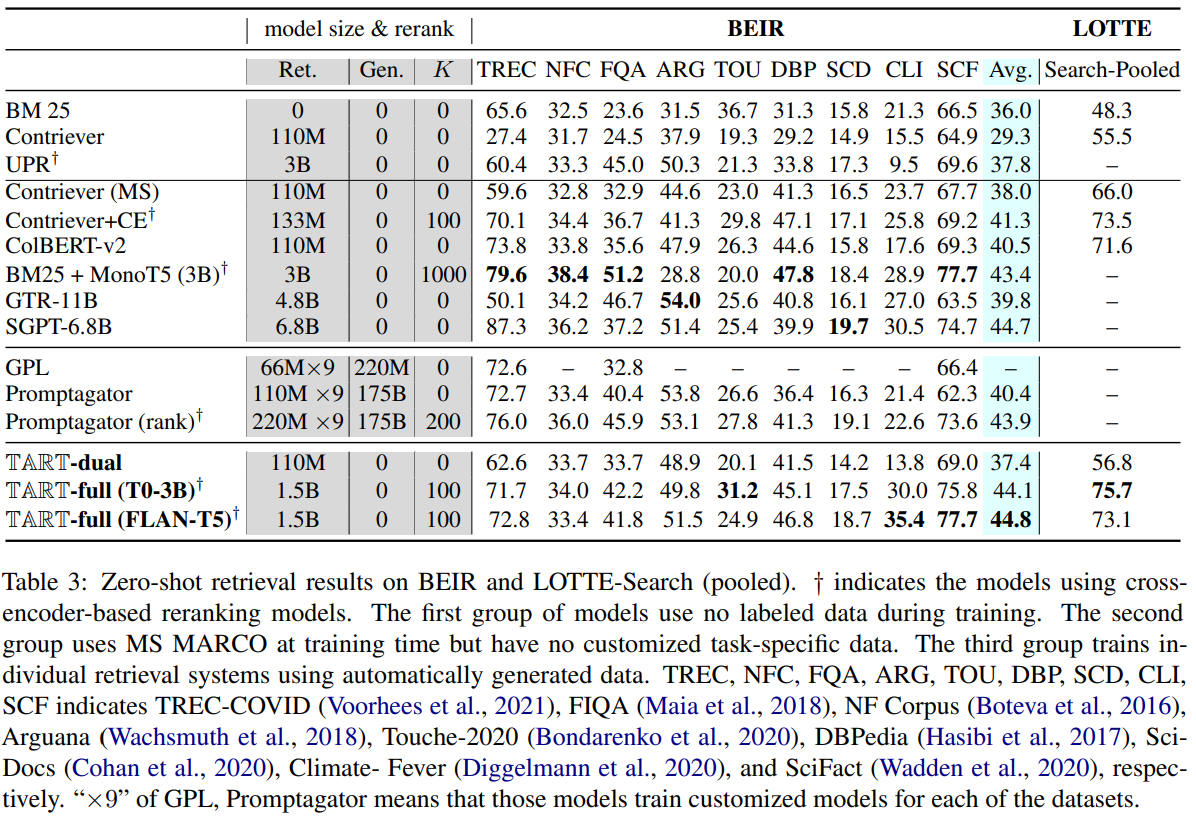 model size & rerank BEIR LOTTE
Ret. Gen. K TREC NFC FQA ARG TOU DBP SCD CLI SCF Avg. Search-Pooled
BM 25 0 0 0 65.6 32.5 23.6 31.5 36.7 31.3 15.8 21.3 66.5 36.0 48.3
Contriever 110M 0 0 27.4 31.7 24.5 37.9 19.3 29.2 14.9 15.5 64.9 29.3 55.5
UPR† 3B 0 0 60.4 33.3 45.0 50.3 21.3 33.8 17.3 9.5 69.6 37.8 –
Contriever (MS) 110M 0 0 59.6 32.8 32.9 44.6 23.0 41.3 16.5 23.7 67.7 38.0 66.0
Contriever+CE† 133M 0 100 70.1 34.4 36.7 41.3 29.8 47.1 17.1 25.8 69.2 41.3 73.5
ColBERT-v2 110M 0 0 73.8 33.8 35.6 47.9 26.3 44.6 15.8 17.6 69.3 40.5 71.6
BM25 + MonoT5 (3B)† 3B 0 1000 79.6 38.4 51.2 28.8 20.0 47.8 18.4 28.9 77.7 43.4 –
GTR-11B 4.8B 0 0 50.1 34.2 46.7 54.0 25.6 40.8 16.1 27.0 63.5 39.8 –
SGPT-6.8B 6.8B 0 0 87.3 36.2 37.2 51.4 25.4 39.9 19.7 30.5 74.7 44.7 –
GPL 66M×9 220M 0 72.6 – 32.8 – – – – – 66.4 – –
Promptagator 110M ×9 175B 0 72.7 33.4 40.4 53.8 26.6 36.4 16.3 21.4 62.3 40.4 –
Promptagator (rank)† 220M ×9 175B 200 76.0 36.0 45.9 53.1 27.8 41.3 19.1 22.6 73.6 43.9 –
TART-dual 110M 0 0 62.6 33.7 33.7 48.9 20.1 41.5 14.2 13.8 69.0 37.4 56.8
TART-full (T0-3B)† 1.5B 0 100 71.7 34.0 42.2 49.8 31.2 45.1 17.5 30.0 75.8 44.1 75.7
TART-full (FLAN-T5)† 1.5B 0 100 72.8 33.4 41.8 51.5 24.9 46.8 18.7 35.4 77.7 44.8 73.1
Table 3: Zero-shot retrieval results on BEIR and LOTTE-Search (pooled). † indicates the models using cross-
encoder-based reranking models. The first group of models use no labeled data during training. The second
group uses MS MARCO at training time but have no customized task-specific data. The third group trains in-
dividual retrieval systems using automatically generated data. TREC, NFC, FQA, ARG, TOU, DBP, SCD, CLI,
SCF indicates TREC-COVID (Voorhees et al., 2021), FIQA (Maia et al., 2018), NF Corpus (Boteva et al., 2016),
Arguana (Wachsmuth et al., 2018), Touche-2020 (Bondarenko et al., 2020), DBPedia (Hasibi et al., 2017), Sci-
Docs (Cohan et al., 2020), Climate- Fever (Diggelmann et al., 2020), and SciFact (Wadden et al., 2020), respec-
tively. “×9” of GPL, Promptagator means that those models train customized models for each of the datasets.